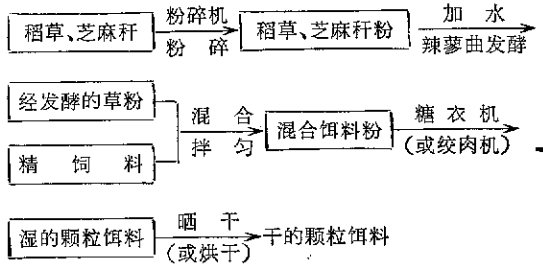 稻草、芝麻秆 粉碎机 粉碎 稻草、芝麻秆粉 加水 辣蓼曲发酵
经发酵的草粉
精饲料
混合 拌匀 混合饵料粉 糖衣机 (或绞肉机)
湿的颗粒饵料 晒干 (或烘干) 干的颗粒饵料